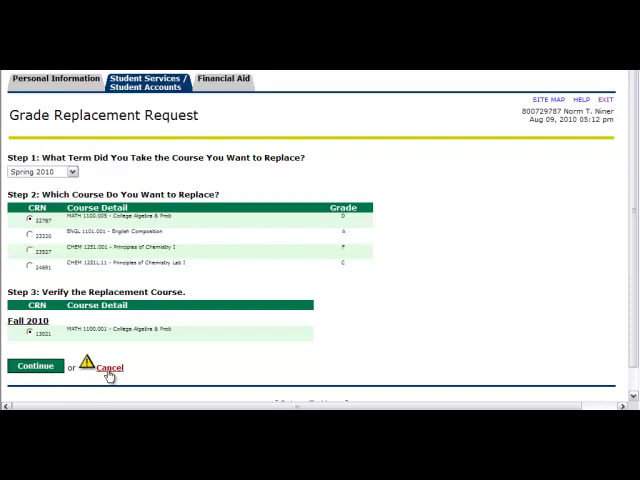 Personal Information
Student Services / Student Accounts
Financial Aid
SITE MAP HELP EXIT
Grade Replacement Request
800729787 Norm T. Niner
Aug 09, 2010 05:12 pm
Step 1: What Term Did You Take the Course You Want to Replace?
Spring 2010
Step 2: Which Course Do You Want to Replace?
CRN Course Detail Grade
22787 MATH 1100.005 - College Algebra & Prob D
23320 ENGL 1101.001 - English Composition A
23527 CHEM 1251.001 - Principles of Chemistry I F
24691 CHEM 1251L.11 - Principles of Chemistry Lab I C
Step 3: Verify the Replacement Course.
CRN Course Detail
Fall 2010
13021 MATH 1100.001 - College Algebra & Prob
Continue or Cancel